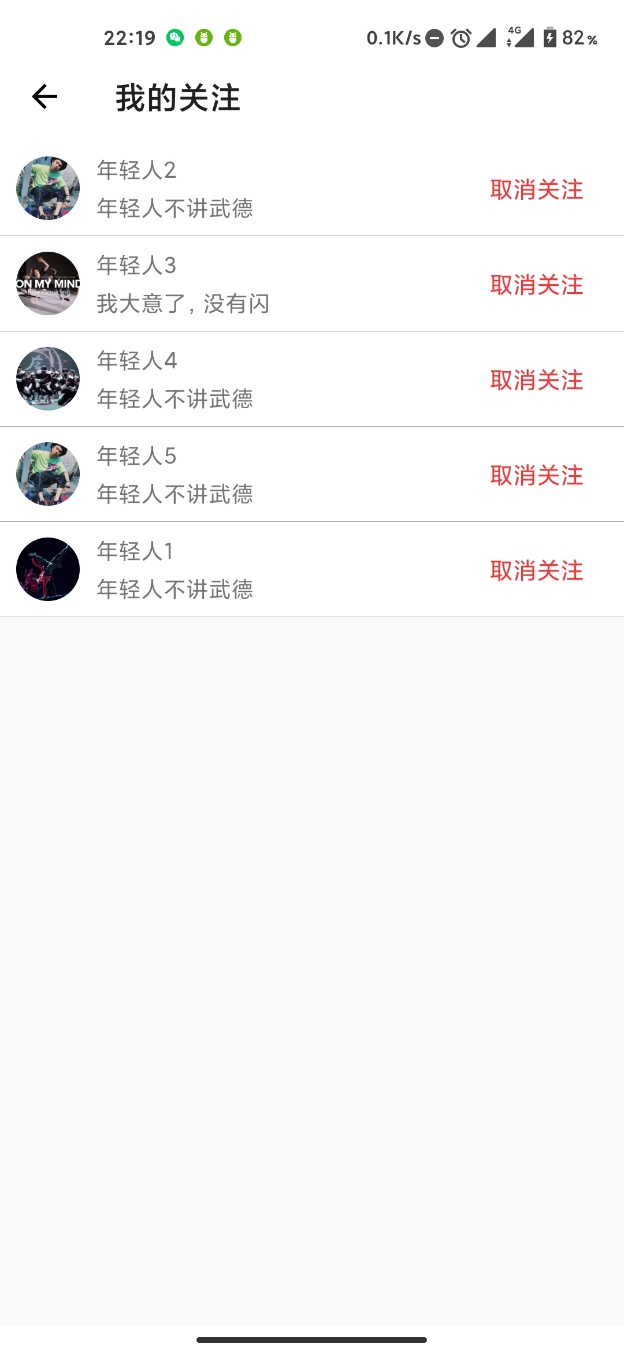 22:19 0.1K/s 4G 82%
我的关注
年轻人2
年轻人不讲武德
取消关注
年轻人3
我大意了, 没有闪
取消关注
ON MY MIND
年轻人4
年轻人不讲武德
取消关注
年轻人5
年轻人不讲武德
取消关注
年轻人1
年轻人不讲武德
取消关注